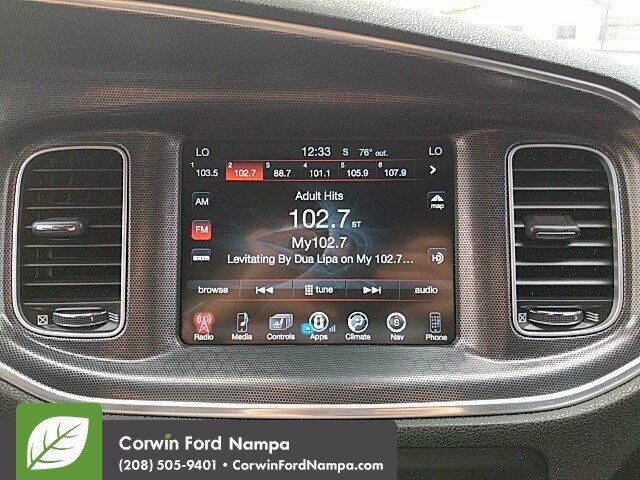 LO 12:33 S 76° out. LO
1 2 3 4 5 6
103.5 102.7 88.7 101.1 105.9 107.9
Adult Hits
AM
102.7 ST
map
FM
My102.7
sxm
Levitating By Dua Lipa on My 102.7...
HD
browse tune audio
Radio Media Controls Apps Climate Nav Phone
Corwin Ford Nampa
(208) 505-9401 • CorwinFordNampa.com